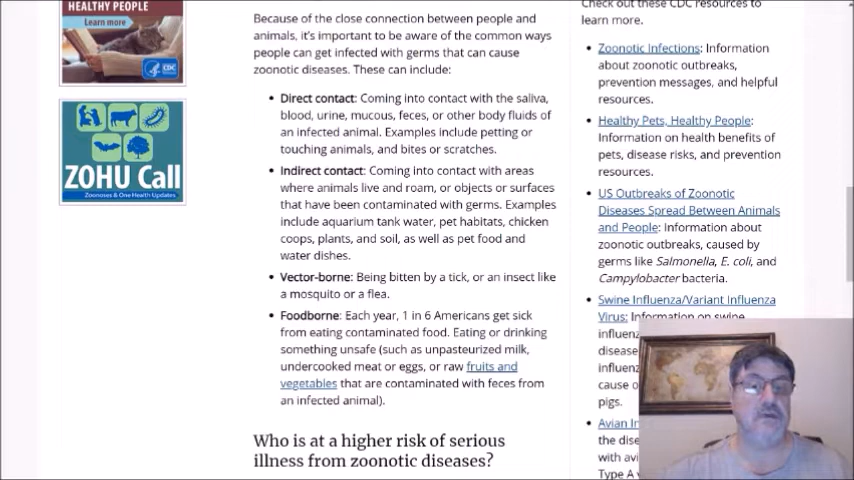 HEALTHY PEOPLE
Learn more
CDC
ZOHU Call
Zoonoses & One Health Updates
Because of the close connection between people and
animals, it's important to be aware of the common ways
people can get infected with germs that can cause
zoonotic diseases. These can include:
• Direct contact: Coming into contact with the saliva,
blood, urine, mucous, feces, or other body fluids of
an infected animal. Examples include petting or
touching animals, and bites or scratches.
• Indirect contact: Coming into contact with areas
where animals live and roam, or objects or surfaces
that have been contaminated with germs. Examples
include aquarium tank water, pet habitats, chicken
coops, plants, and soil, as well as pet food and
water dishes.
• Vector-borne: Being bitten by a tick, or an insect like
a mosquito or a flea.
• Foodborne: Each year, 1 in 6 Americans get sick
from eating contaminated food. Eating or drinking
something unsafe (such as unpasteurized milk,
undercooked meat or eggs, or raw fruits and
vegetables that are contaminated with feces from
an infected animal).
Who is at a higher risk of serious
illness from zoonotic diseases?
Check out these CDC resources to
learn more.
• Zoonotic Infections: Information
about zoonotic outbreaks,
prevention messages, and helpful
resources.
• Healthy Pets, Healthy People:
Information on health benefits of
pets, disease risks, and prevention
resources.
• US Outbreaks of Zoonotic
Diseases Spread Between Animals
and People: Information about
zoonotic outbreaks, caused by
germs like Salmonella, E. coli, and
Campylobacter bacteria.
• Swine Influenza/Variant Influenza
Virus: Information on swine
influen
disease
influen
cause o
pigs.
• Avian In
the dise
with avi
Type A